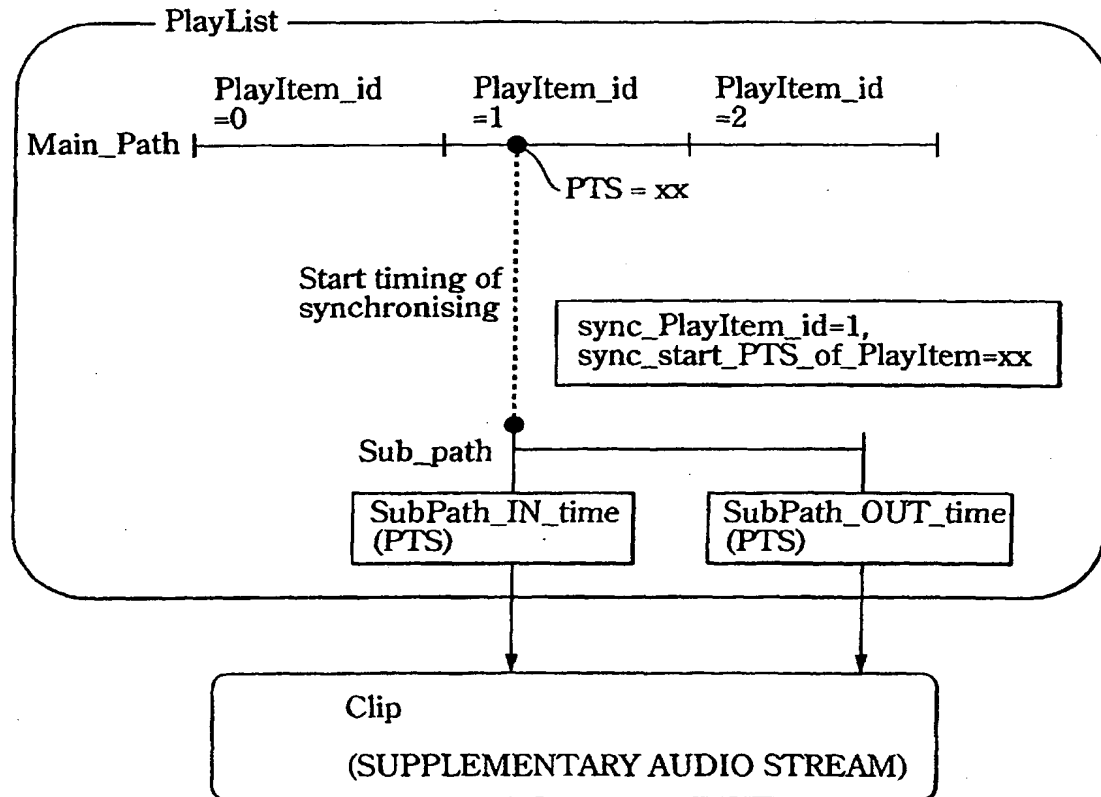 PlayList
PlayItem_id
=0
PlayItem_id
=1
PlayItem_id
=2
Main_Path
PTS = xx
Start timing of
synchronising
sync_PlayItem_id=1,
sync_start_PTS_of_PlayItem=xx
Sub_path
SubPath_IN_time
(PTS)
SubPath_OUT_time
(PTS)
Clip
(SUPPLEMENTARY AUDIO STREAM)